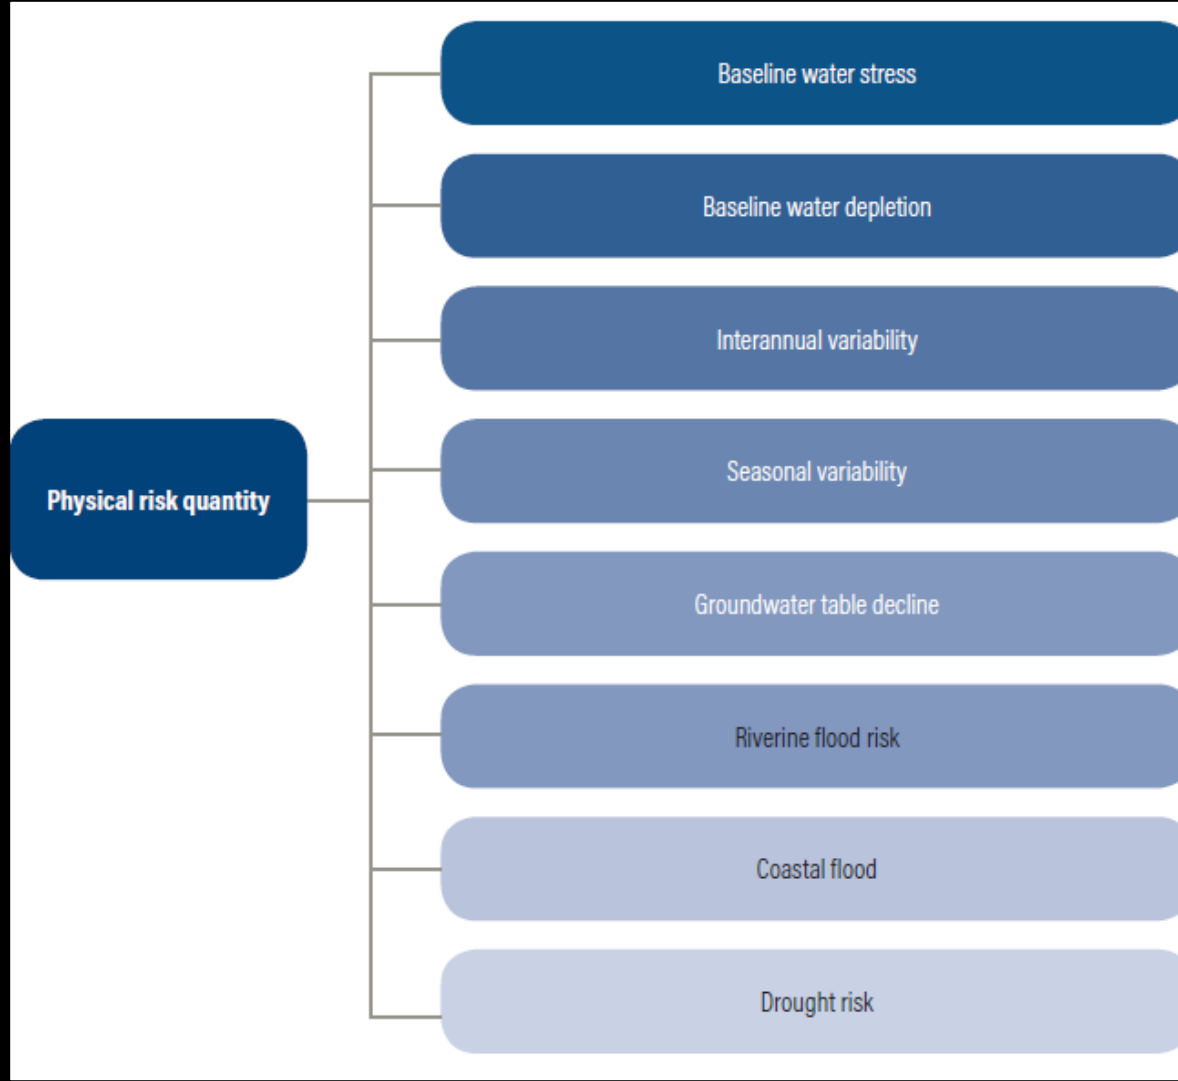 Baseline water stress
Baseline water depletion
Interannual variability
Seasonal variability
Physical risk quantity
Groundwater table decline
Riverine flood risk
Coastal flood
Drought risk